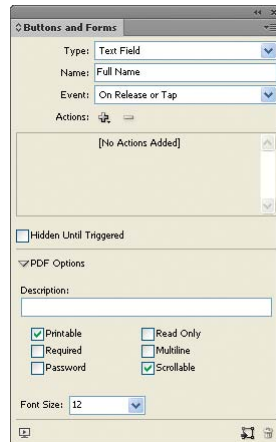 Buttons and Forms
Type: Text Field
Name: Full Name
Event: On Release or Tap
Actions:
[No Actions Added]
Hidden Until Triggered
PDF Options
Description:
Printable Read Only
Required Multiline
Password Scrollable
Font Size: 12